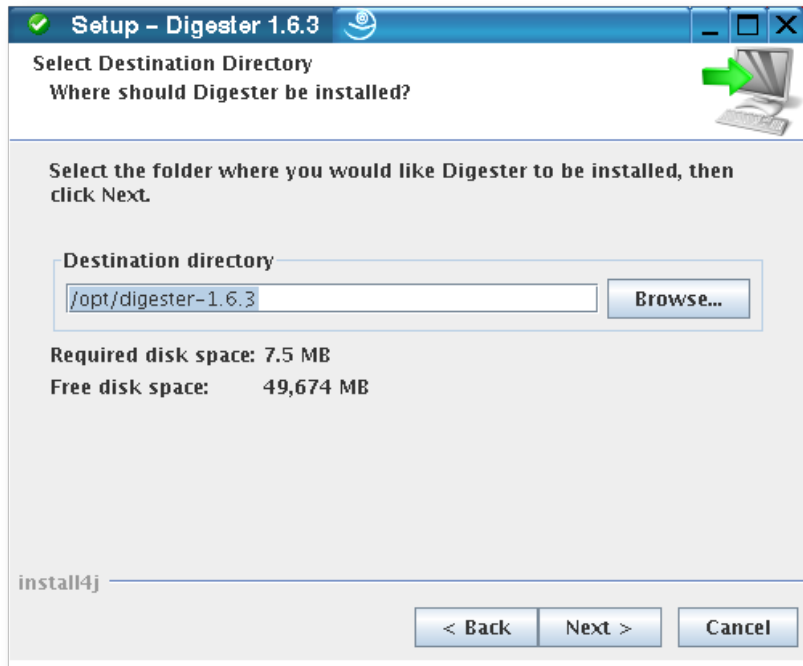 Setup – Digester 1.6.3
Select Destination Directory
Where should Digester be installed?
Select the folder where you would like Digester to be installed, then
click Next.
Destination directory
/opt/digester-1.6.3
Browse...
Required disk space: 7.5 MB
Free disk space: 49,674 MB
install4j
< Back Next > Cancel